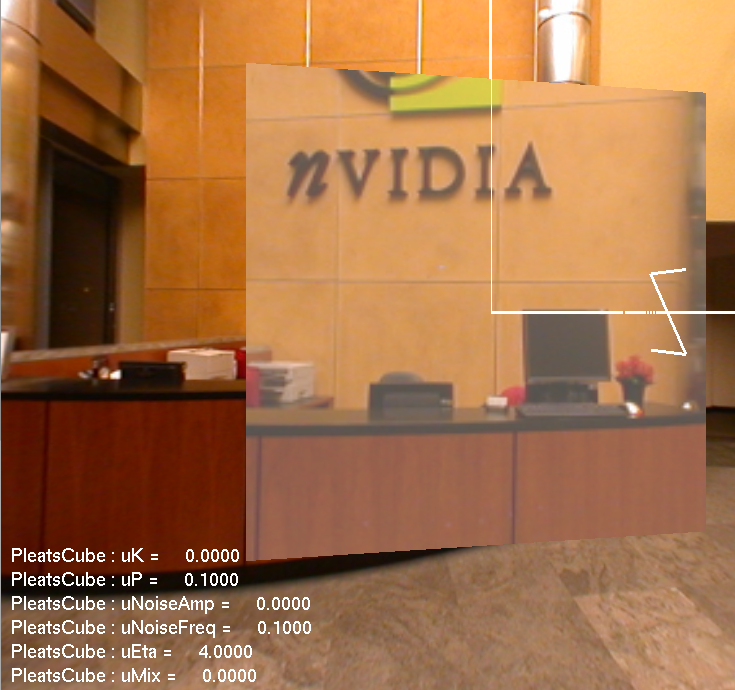 nVIDIA
PleatsCube : uK = 0.0000
PleatsCube : uP = 0.1000
PleatsCube : uNoiseAmp = 0.0000
PleatsCube : uNoiseFreq = 0.1000
PleatsCube : uEta = 4.0000
PleatsCube : uMix = 0.0000